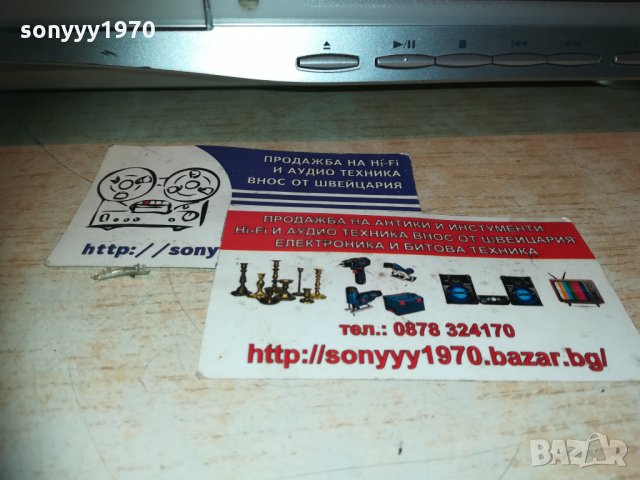 sonyyy1970
ПРОДАЖБА НА Hi-Fi
И АУДИО ТЕХНИКА
ВНОС ОТ ШВЕЙЦАРИЯ
http://sony
ПРОДАЖБА НА АНТИКИ И ИНСТУМЕНТИ
Hi-Fi И АУДИО ТЕХНИКА ВНОС ОТ ШВЕЙЦАРИЯ
ЕЛЕКТРОНИКА И БИТОВА ТЕХНИКА
тел.: 0878 324170
http://sonyyy1970.bazar.bg/
BAZAR
bg